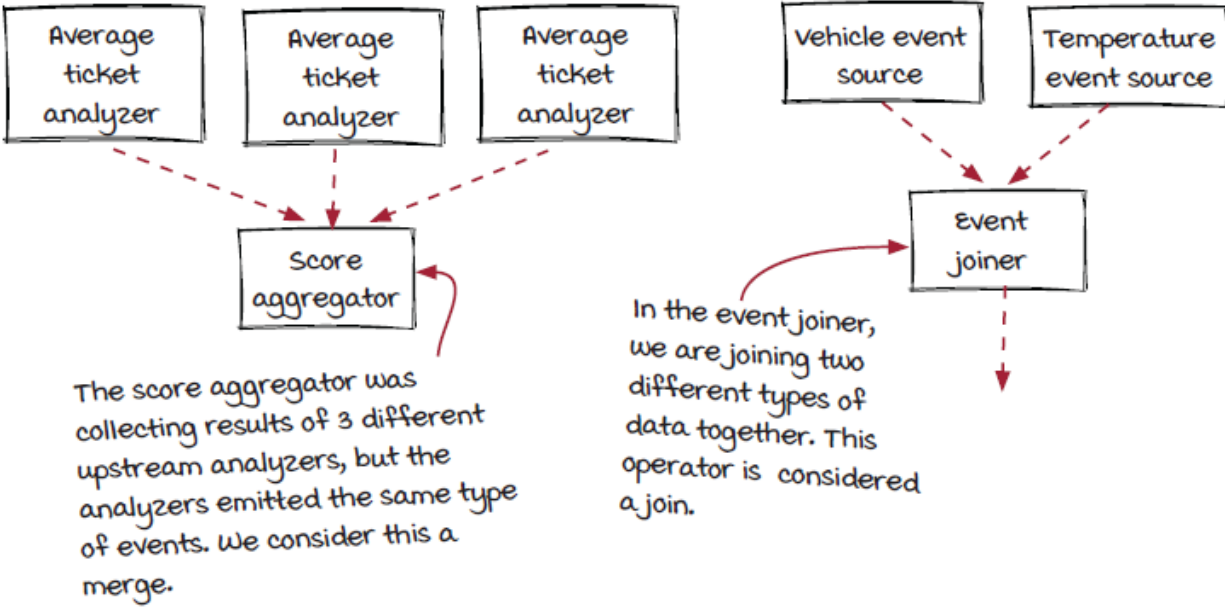 Average
ticket
analyzer
Average
ticket
analyzer
Average
ticket
analyzer
Score
aggregator
The score aggregator was
collecting results of 3 different
upstream analyzers, but the
analyzers emitted the same type
of events. We consider this a
merge.
Vehicle event
source
Temperature
event source
Event
joiner
In the event joiner,
we are joining two
different types of
data together. This
operator is considered
a join.